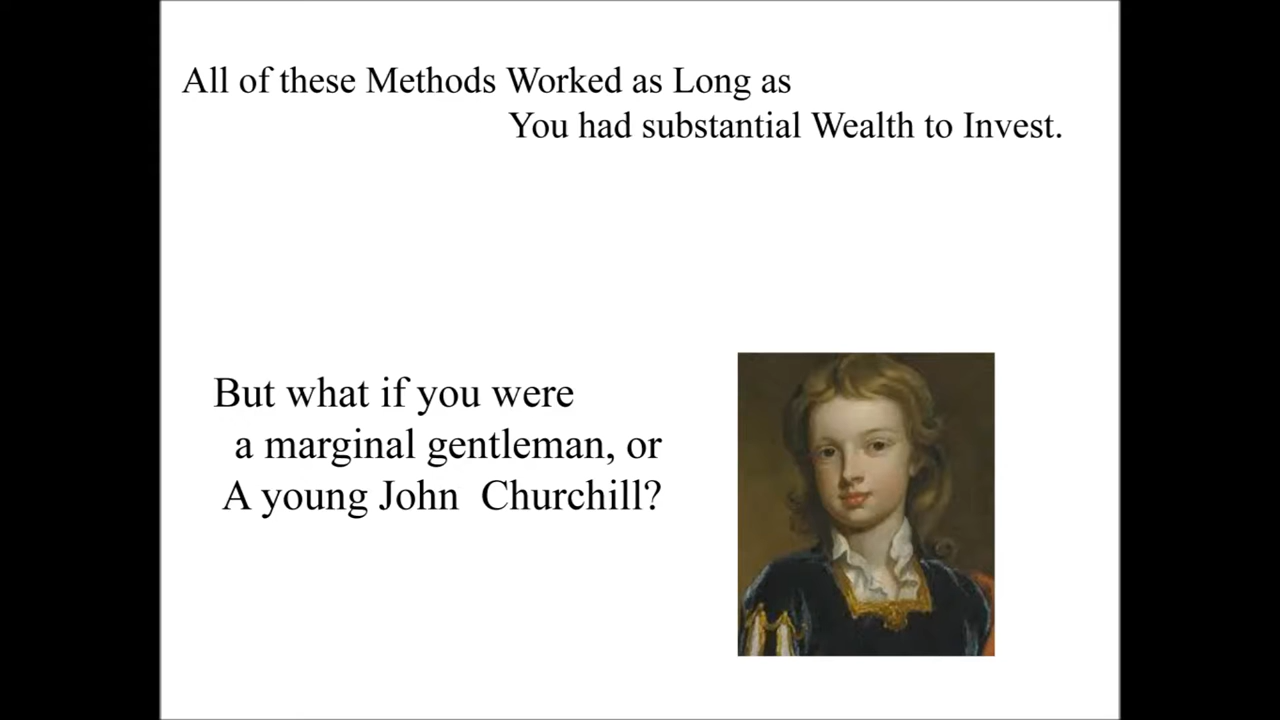 All of these Methods Worked as Long as
You had substantial Wealth to Invest.
But what if you were
a marginal gentleman, or
A young John Churchill?